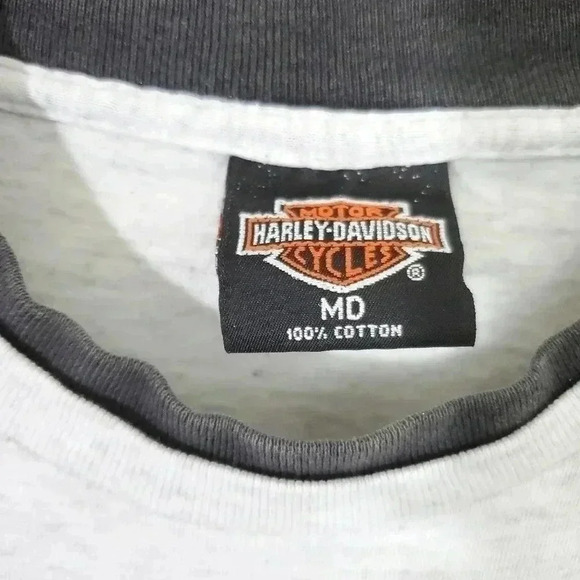 MOTOR
HARLEY-DAVIDSON
CYCLES
®
MD
100% COTTON